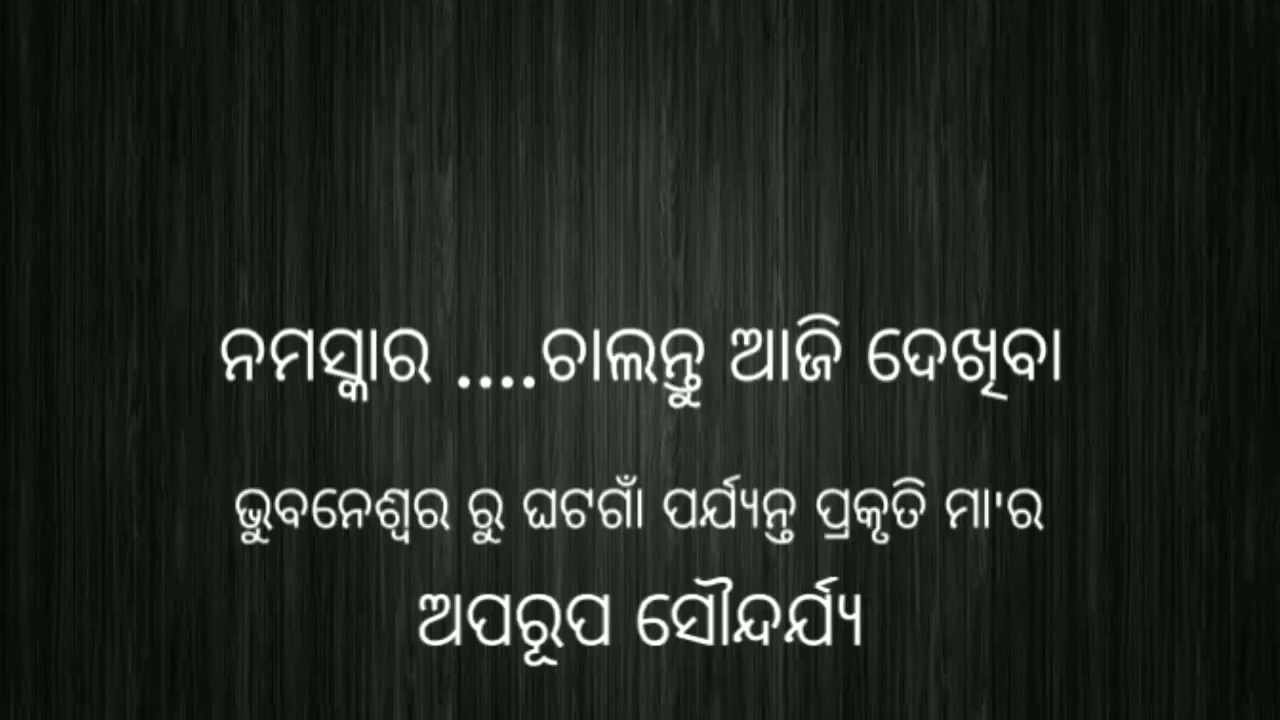 ନମସ୍କାର ....ଚାଲନ୍ତୁ ଆଜି ଦେଖିବା
ଭୁବନେଶ୍ୱର ରୁ ଘଟଗାଁ ପର୍ଯ୍ୟନ୍ତ ପ୍ରକୃତି ମା'ର
ଅପରୂପ ସୌନ୍ଦର୍ଯ୍ୟ